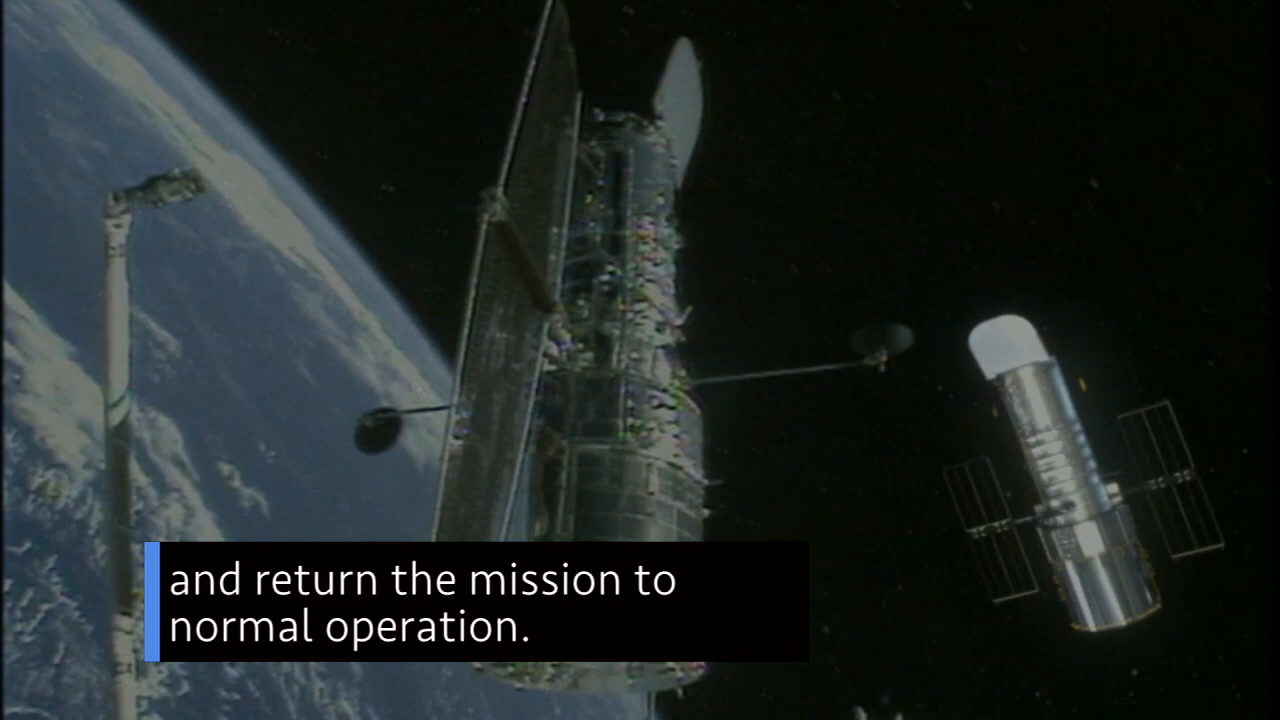 and return the mission to
normal operation.